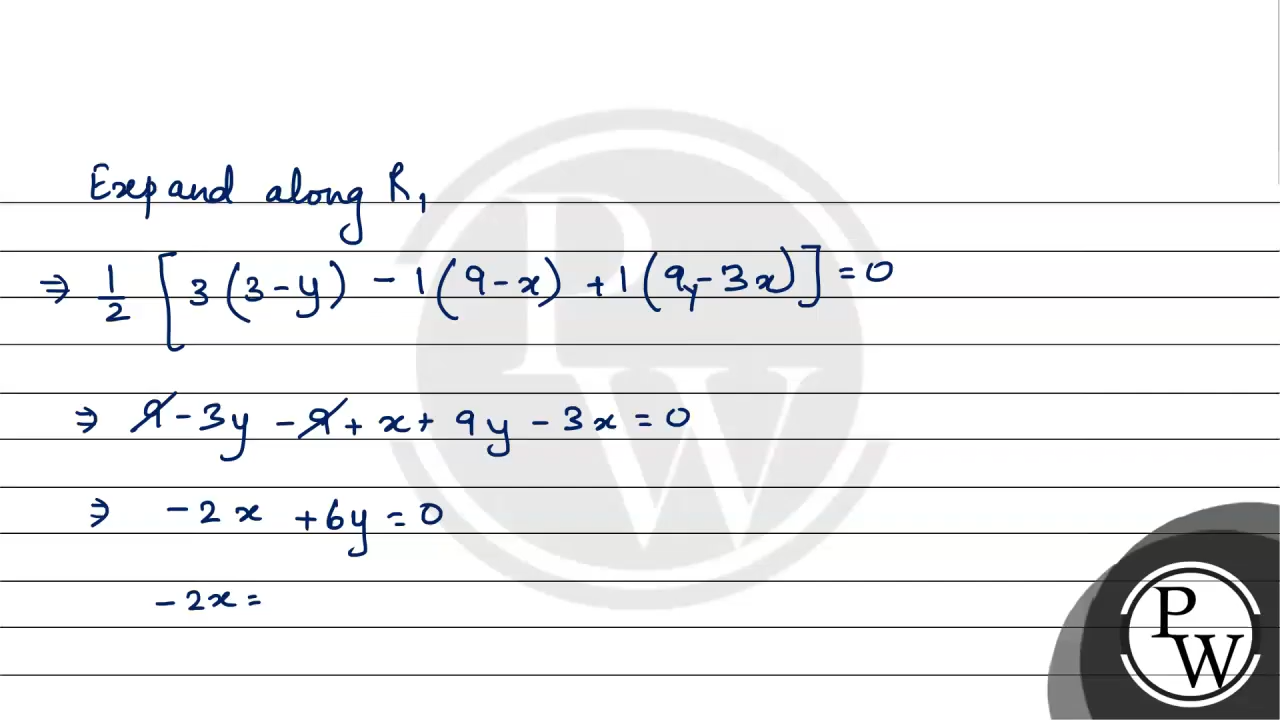 Expand along R₁
⇒ 1/2 [3(3-y) -1(9-x) +1(9y-3x)] = 0
⇒ 9-3y -9+x+ 9y-3x=0
⇒ -2x +6y=0
-2x=
PW
PW